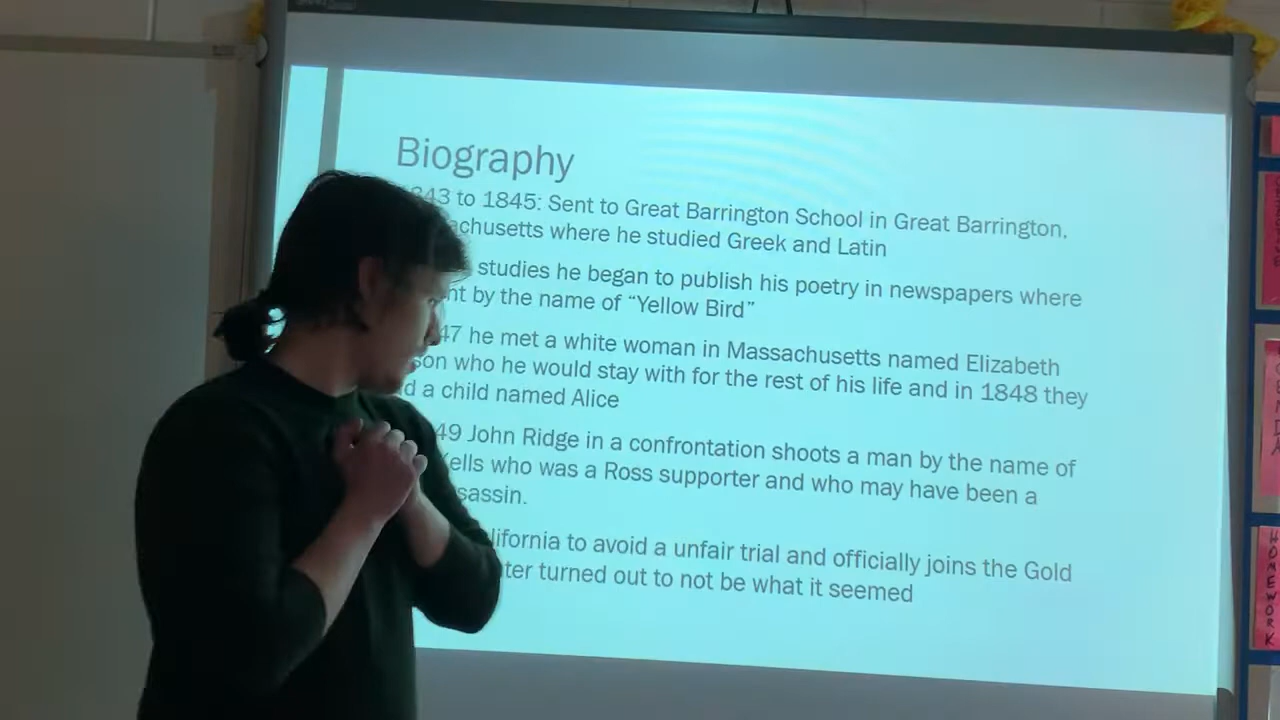 Biography
to 1845: Sent to Great Barrington School in Great Barrington,
where he studied Greek and Latin
studies he began to publish his poetry in newspapers where
by the name of “Yellow Bird”
he met a white woman in Massachusetts named Elizabeth
who he would stay with for the rest of his life and in 1848 they
a child named Alice
John Ridge in a confrontation shoots a man by the name of
who was a Ross supporter and who may have been a
to avoid a unfair trial and officially joins the Gold
turned out to not be what it seemed
HOMEWORK